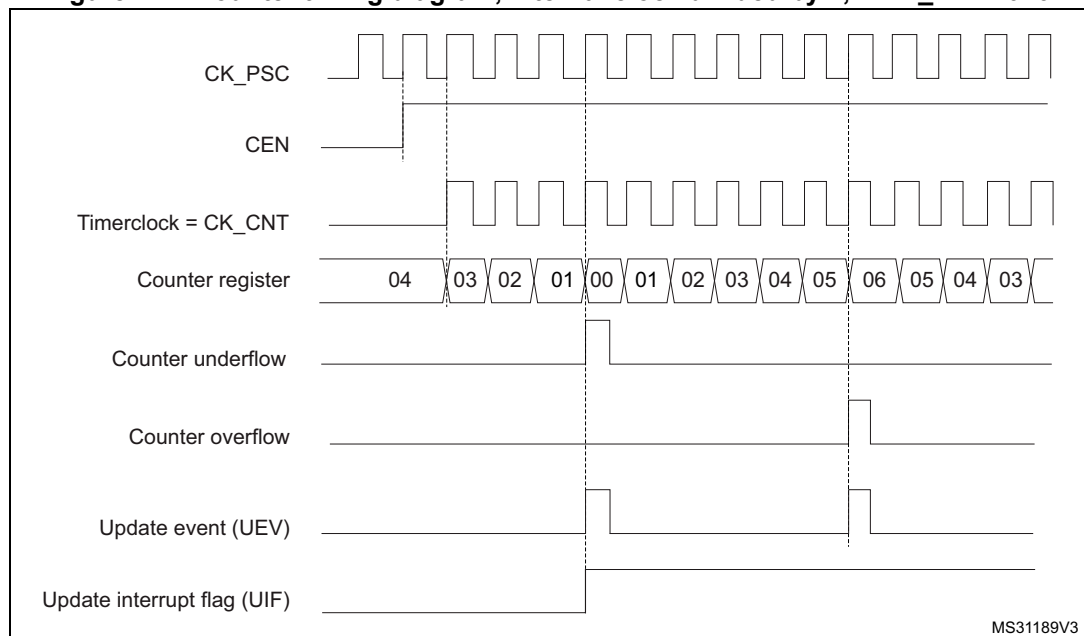 CK_PSC
CEN
Timerclock = CK_CNT
Counter register 04 03 02 01 00 01 02 03 04 05 06 05 04 03
Counter underflow
Counter overflow
Update event (UEV)
Update interrupt flag (UIF)
MS31189V3